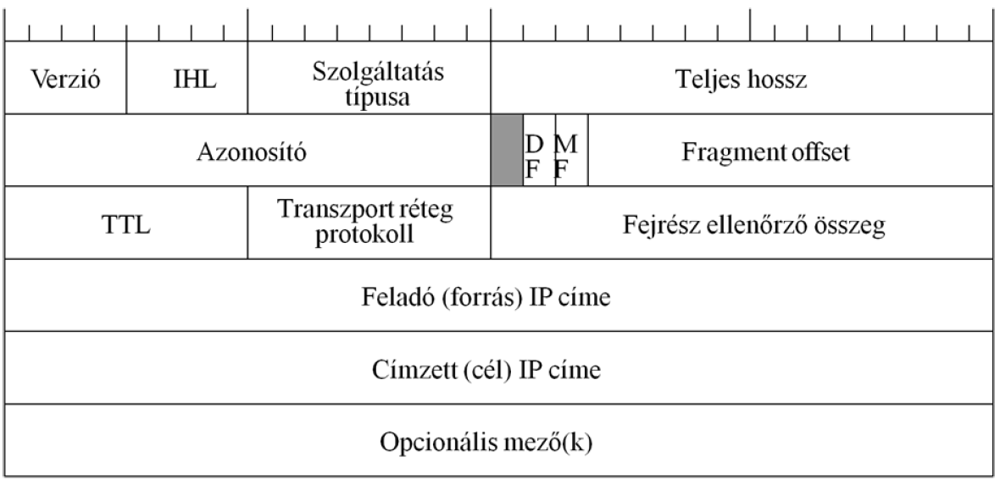 Verzió
IHL
Szolgáltatás
típusa
Teljes hossz
Azonosító
D
F
M
F
Fragment offset
TTL
Transzport réteg
protokoll
Fejrész ellenőrző összeg
Feladó (forrás) IP címe
Címzett (cél) IP címe
Opcionális mező(k)